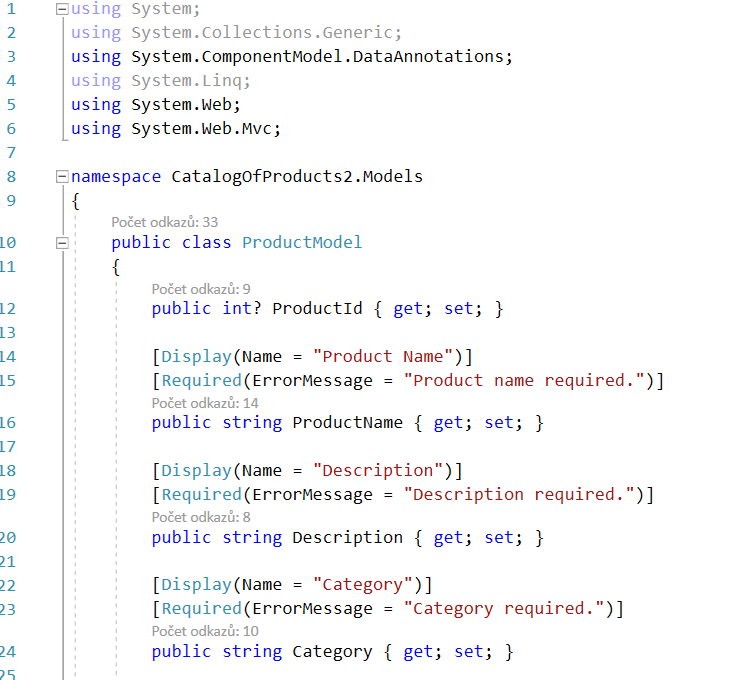 1 using System;
2 using System.Collections.Generic;
3 using System.ComponentModel.DataAnnotations;
4 using System.Linq;
5 using System.Web;
6 using System.Web.Mvc;
7
8 namespace CatalogOfProducts2.Models
9 {
Počet odkazů: 33
10 public class ProductModel
11 {
Počet odkazů: 9
12 public int? ProductId { get; set; }
13
14 [Display(Name = "Product Name")]
15 [Required(ErrorMessage = "Product name required.")]
Počet odkazů: 14
16 public string ProductName { get; set; }
17
18 [Display(Name = "Description")]
19 [Required(ErrorMessage = "Description required.")]
Počet odkazů: 8
20 public string Description { get; set; }
21
22 [Display(Name = "Category")]
23 [Required(ErrorMessage = "Category required.")]
Počet odkazů: 10
24 public string Category { get; set; }
25